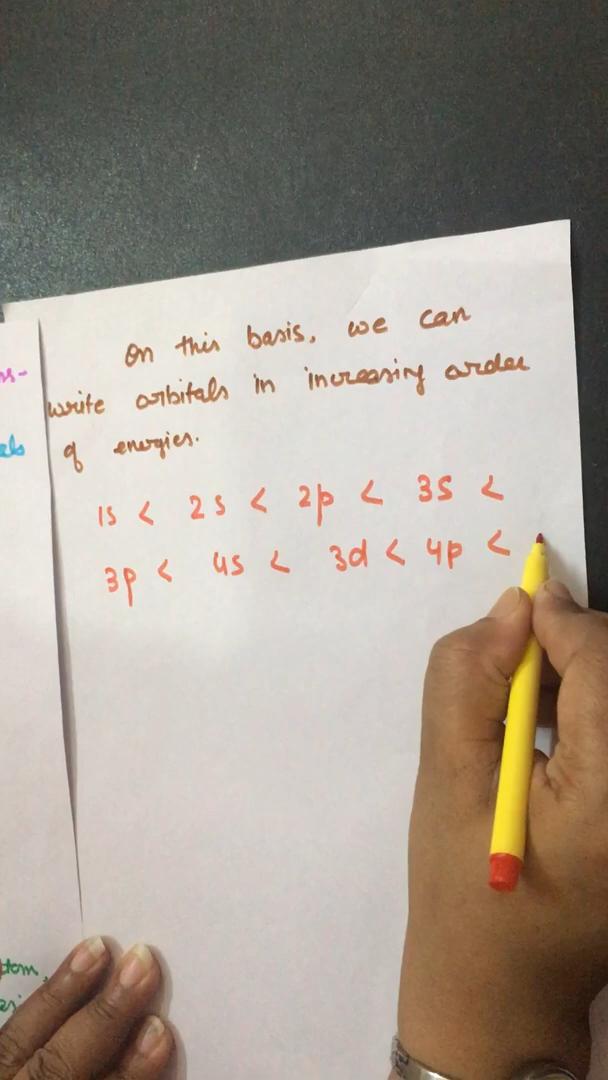 On this basis, we can
write orbitals in increasing order
of energies.
1s < 2s < 2p < 3s <
3p < 4s < 3d < 4p <